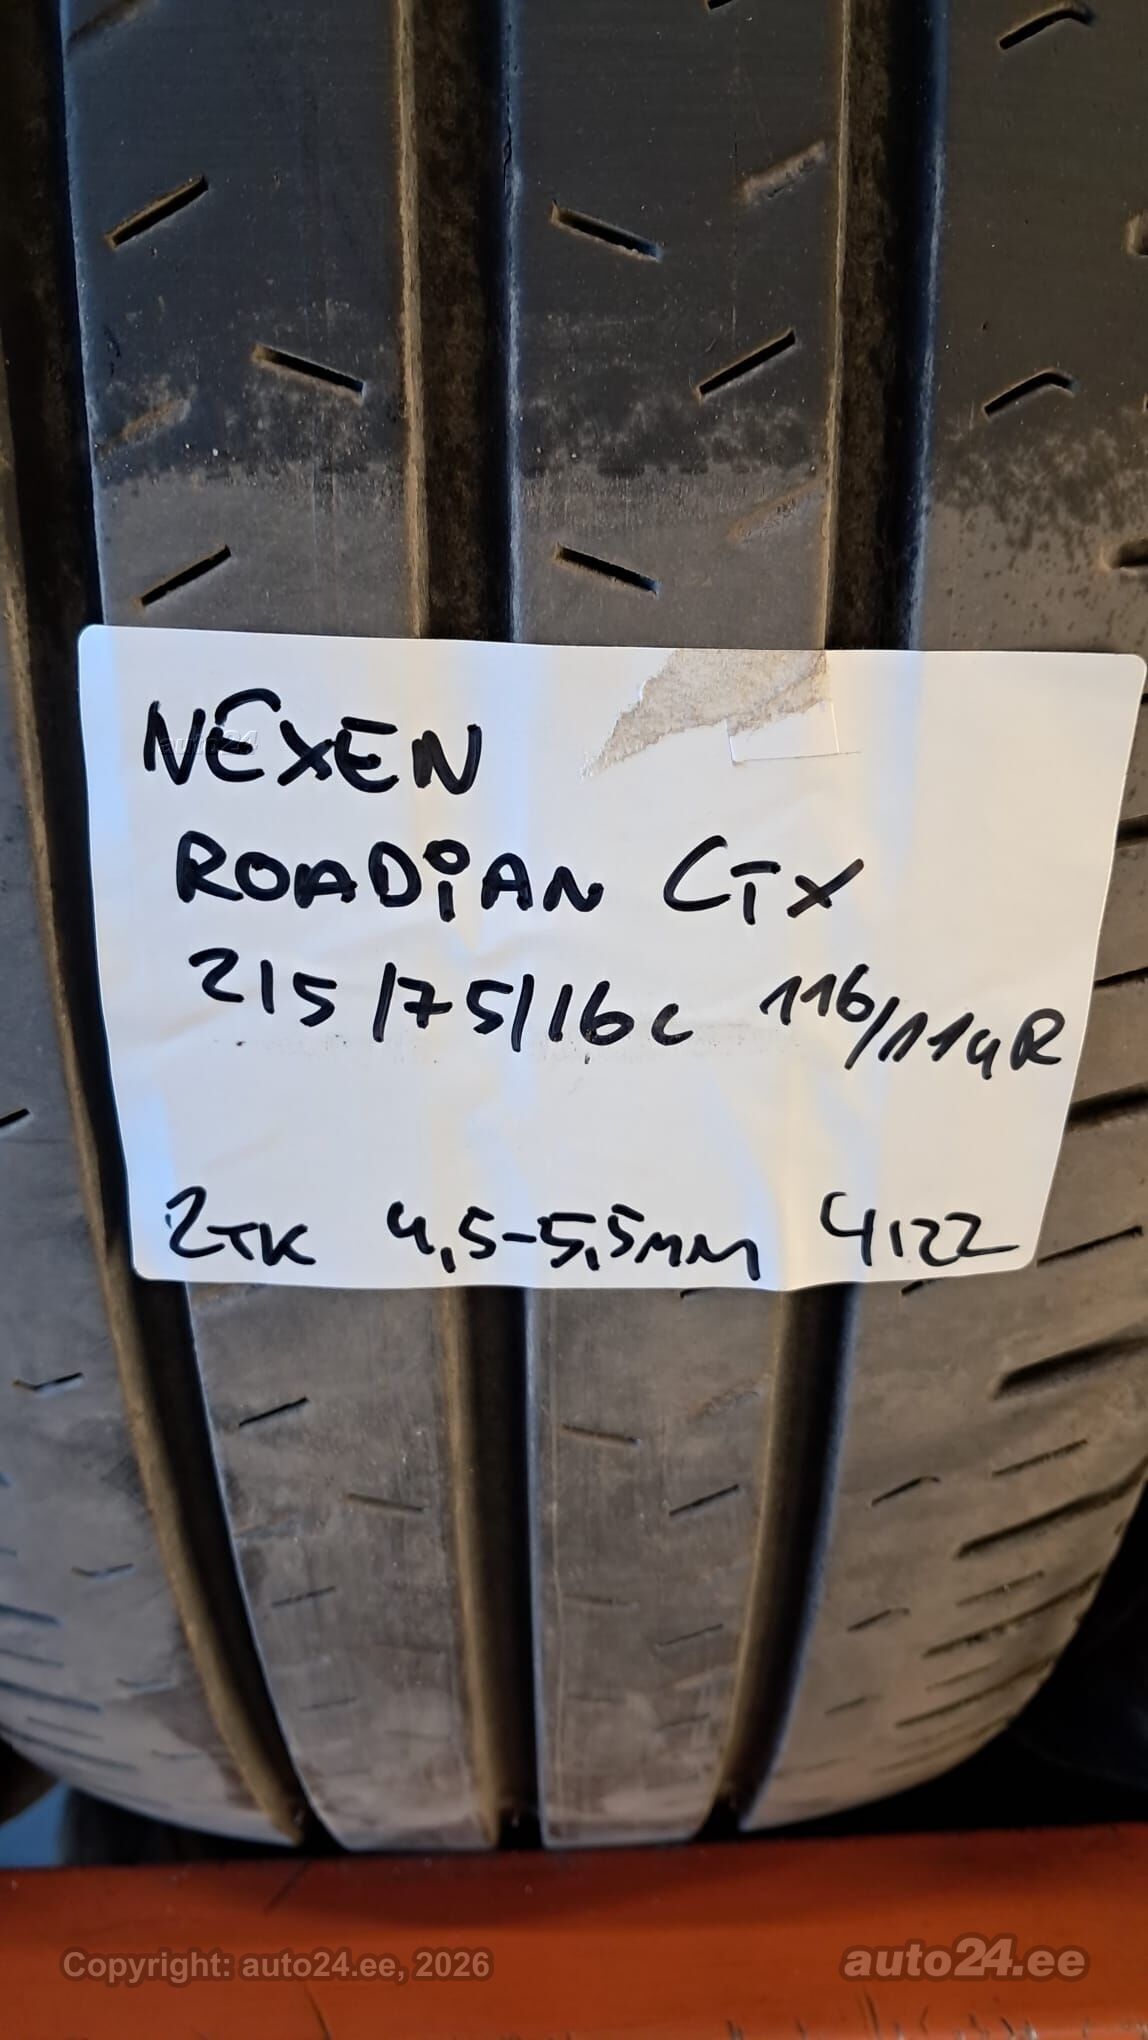 NEXEN
ROADiAN CTX
215/75/16C 116/114R
2TK 4,5-5,5MM 4122
Copyright: auto24.ee, 2026
auto24.ee